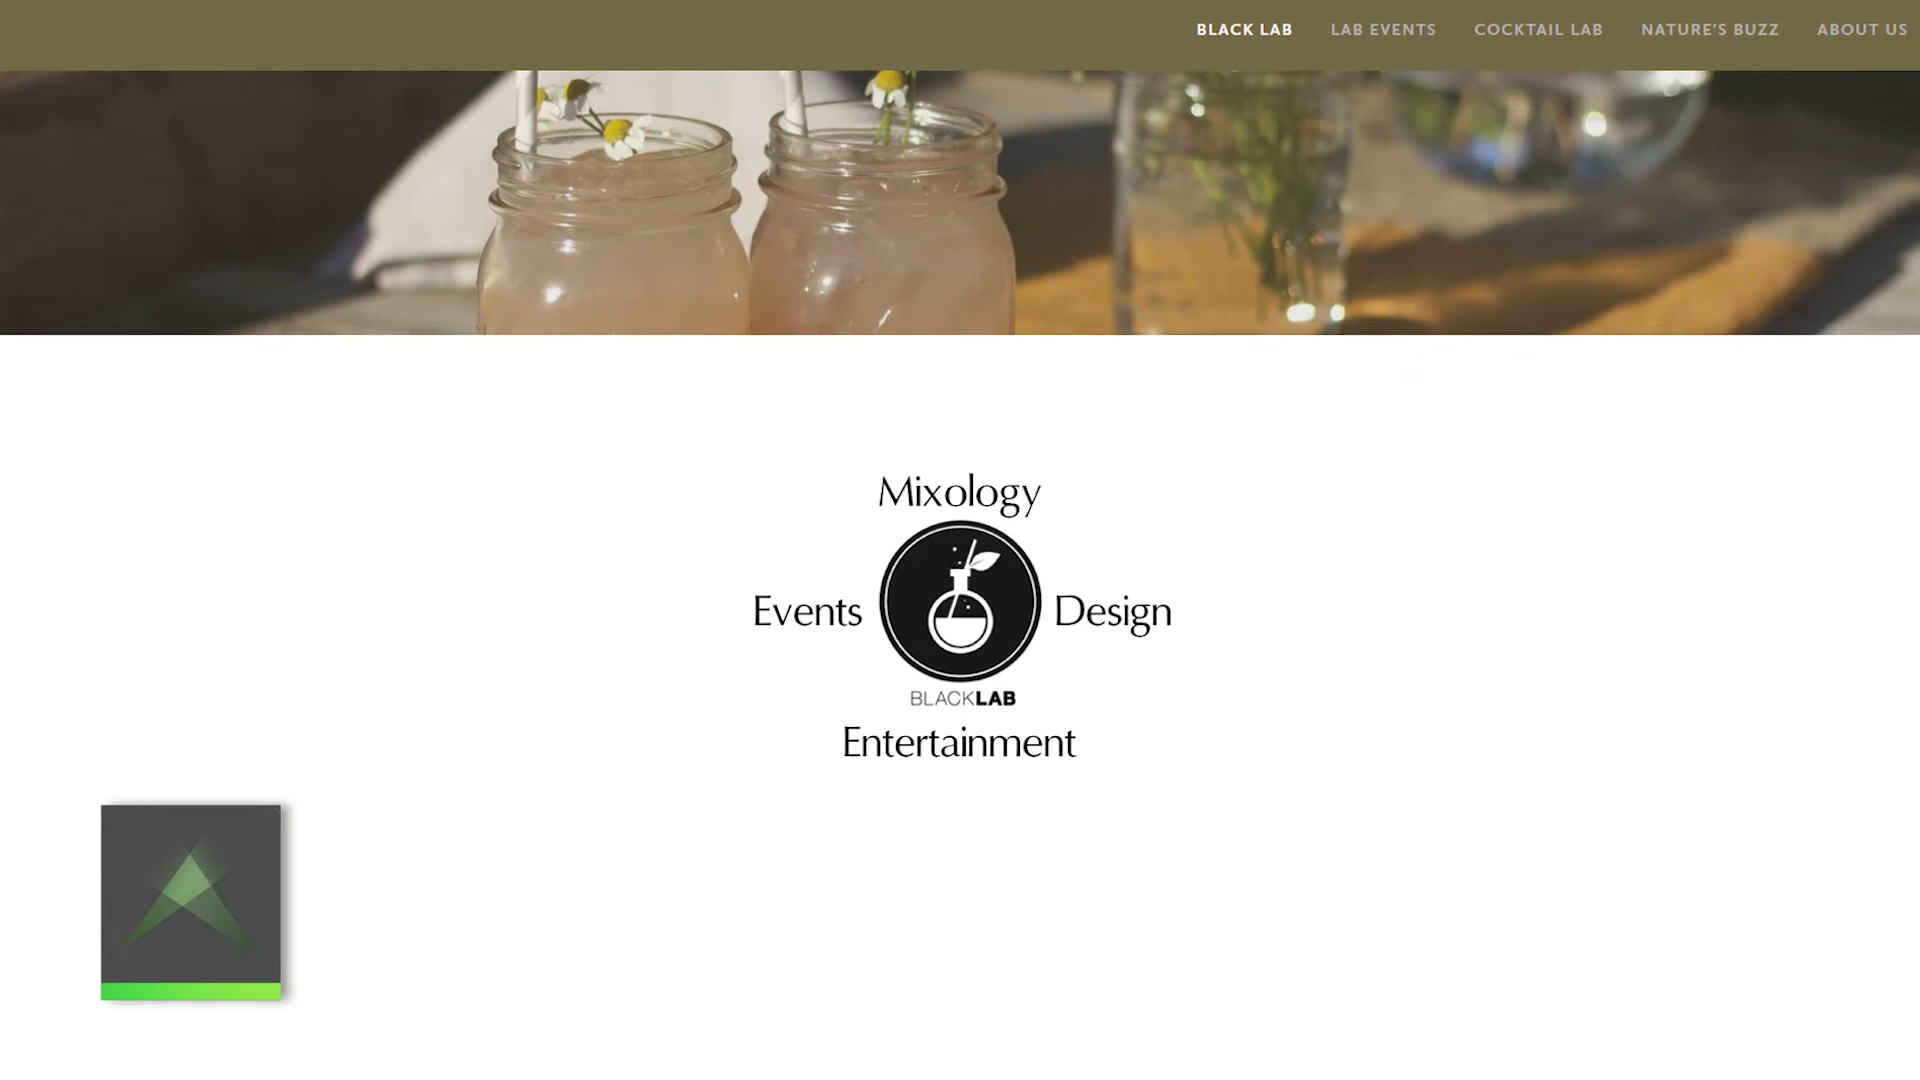 BLACK LAB LAB EVENTS COCKTAIL LAB NATURE'S BUZZ ABOUT US
Mixology
Events Design
BLACKLAB
Entertainment